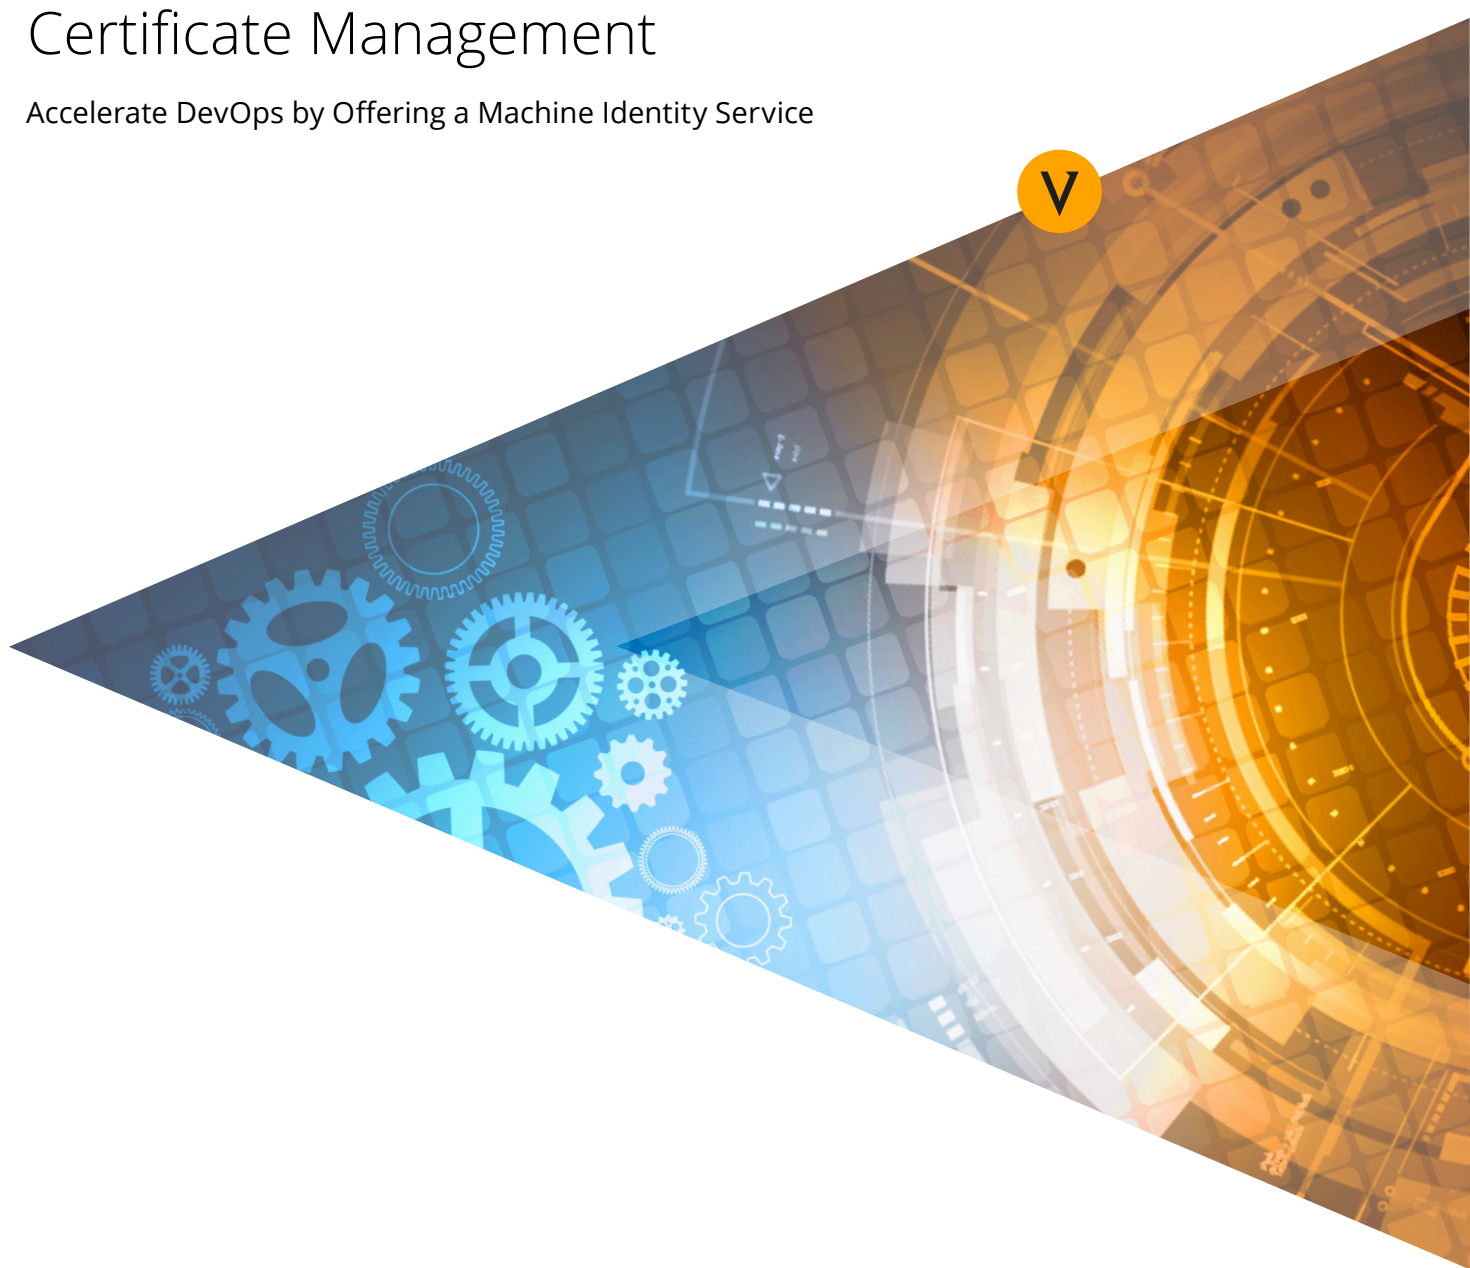 Certificate Management
Accelerate DevOps by Offering a Machine Identity Service
V